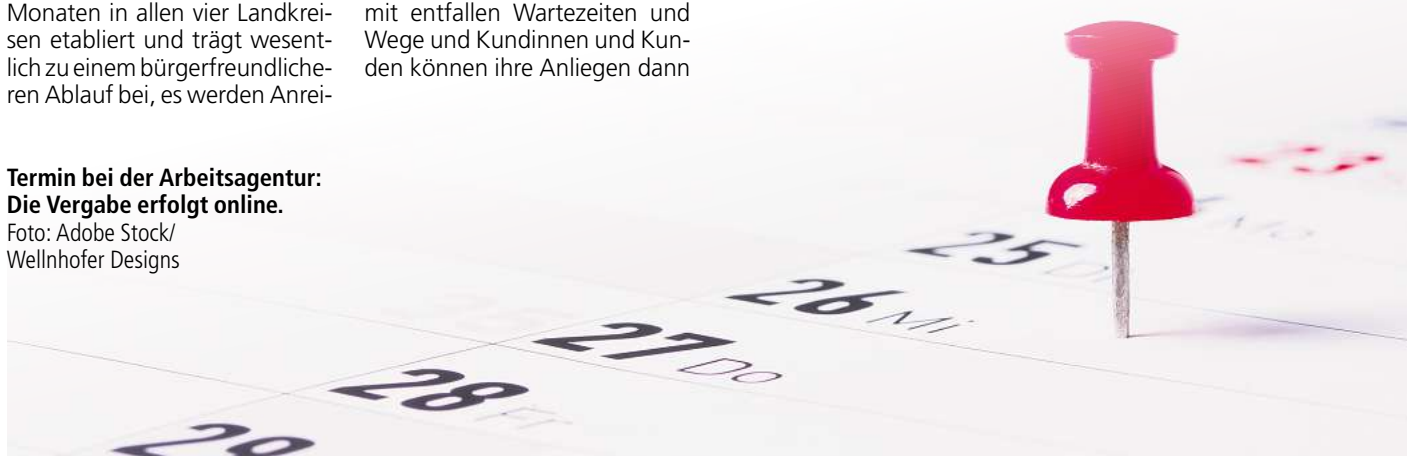 Monaten in allen vier Landkrei-
sen etabliert und trägt wesent-
lich zu einem bürgerfreundliche-
ren Ablauf bei, es werden Anrei-
mit entfallen Wartezeiten und
Wege und Kundinnen und Kun-
den können ihre Anliegen dann
Termin bei der Arbeitsagentur:
Die Vergabe erfolgt online.
Foto: Adobe Stock/
Wellnhofer Designs
25 Di
26 Mi
27 Do
28 Fr
29